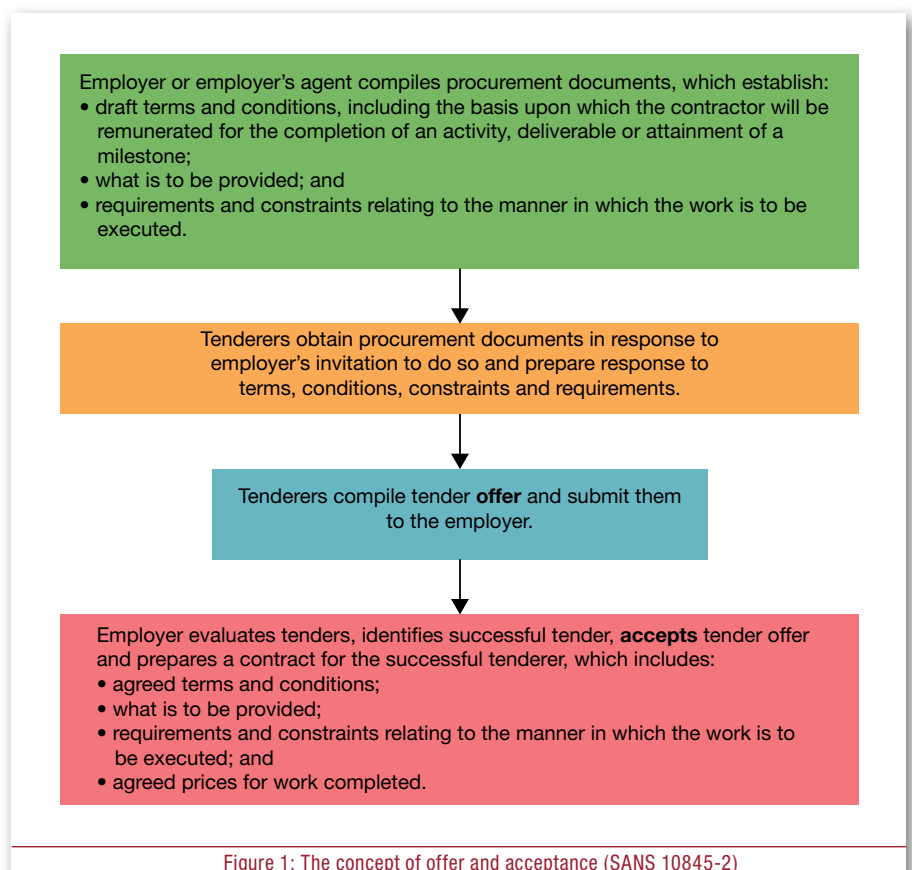 Employer or employer’s agent compiles procurement documents, which establish:
• draft terms and conditions, including the basis upon which the contractor will be
remunerated for the completion of an activity, deliverable or attainment of a
milestone;
• what is to be provided; and
• requirements and constraints relating to the manner in which the work is to be
executed.
Tenderers obtain procurement documents in response to
employer’s invitation to do so and prepare response to
terms, conditions, constraints and requirements.
Tenderers compile tender offer and submit them
to the employer.
Employer evaluates tenders, identifies successful tender, accepts tender offer
and prepares a contract for the successful tenderer, which includes:
• agreed terms and conditions;
• what is to be provided;
• requirements and constraints relating to the manner in which the work is to
be executed; and
• agreed prices for work completed.
Figure 1: The concept of offer and acceptance (SANS 10845-2)